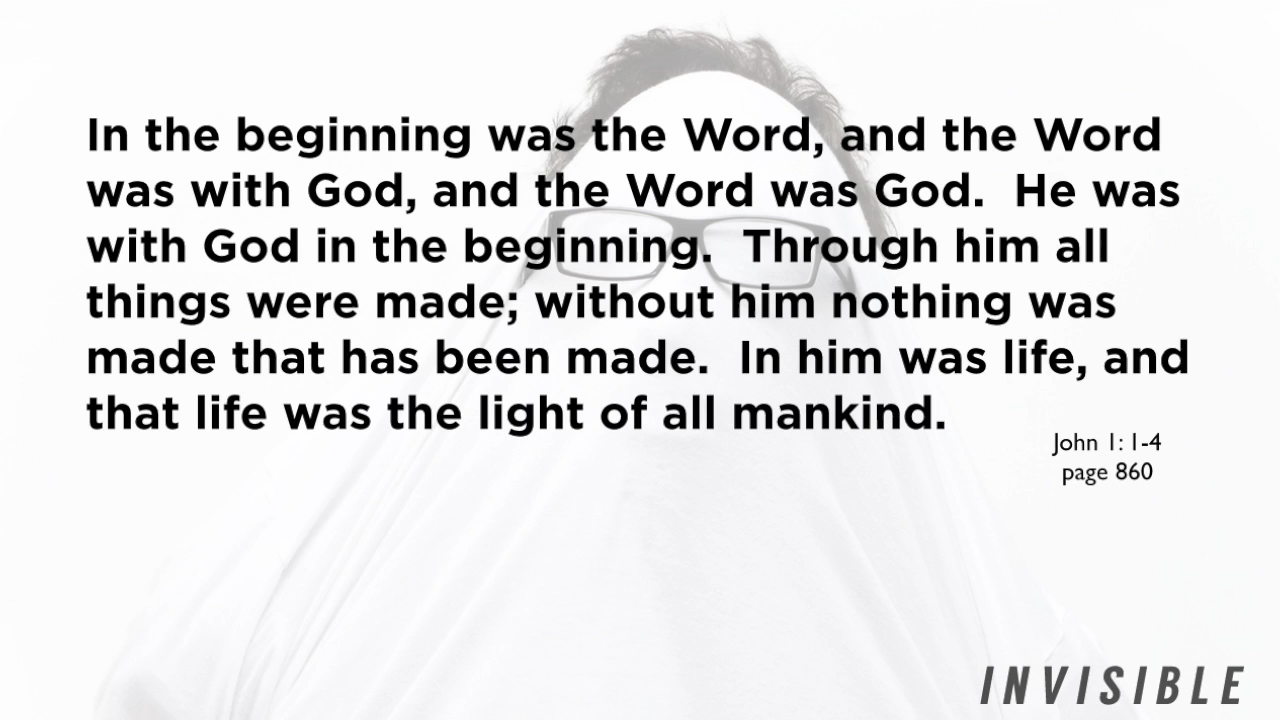 In the beginning was the Word, and the Word
was with God, and the Word was God.  He was
with God in the beginning.  Through him all
things were made; without him nothing was
made that has been made.  In him was life, and
that life was the light of all mankind.
John 1: 1-4
page 860
INVISIBLE